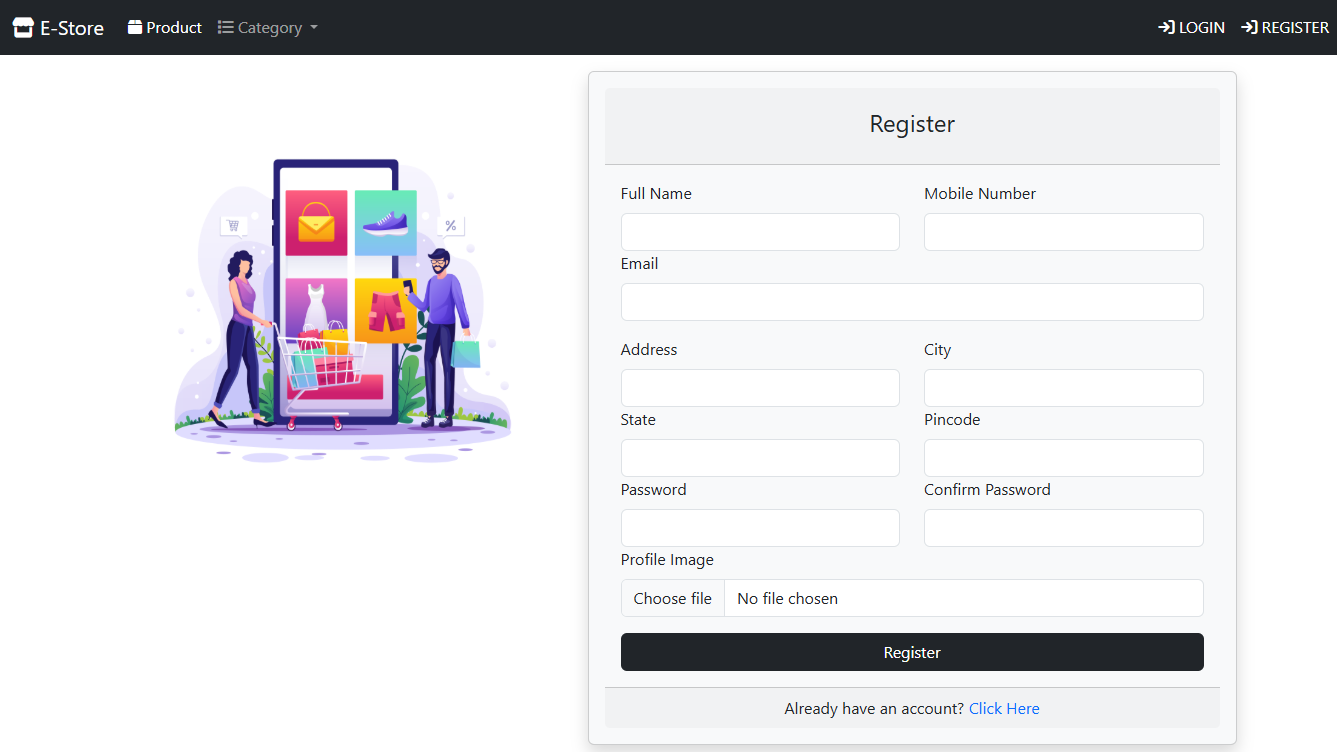 E-Store Product Category LOGIN REGISTER
Register
Full Name Mobile Number
Email
%
Address City
State Pincode
Password Confirm Password
Profile Image
Choose file No file chosen
Register
Already have an account? Click Here